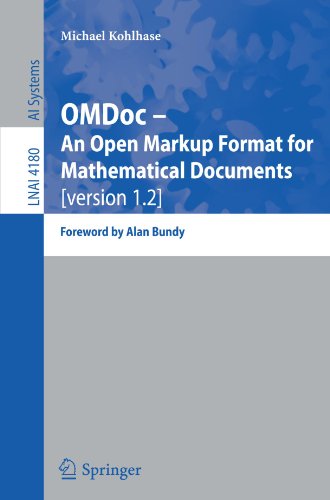 Michael Kohlhase
LNAI 4180
AI Systems
OMDoc –
An Open Markup Format for
Mathematical Documents
[version 1.2]
Foreword by Alan Bundy
Springer